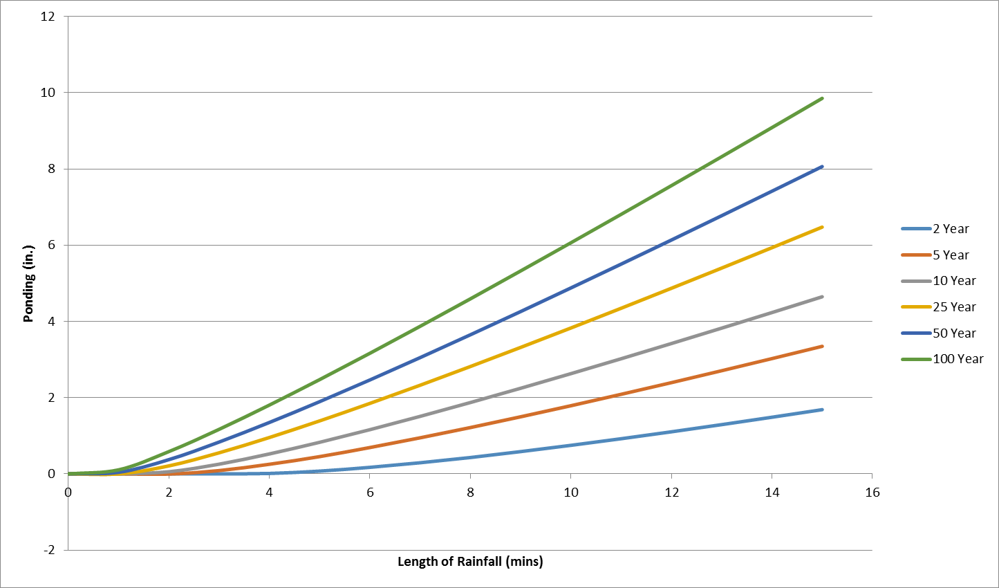 12
10
8
6
4
2
0
-2
0 2 4 6 8 10 12 14 16
Ponding (in.)
Length of Rainfall (mins)
2 Year
5 Year
10 Year
25 Year
50 Year
100 Year